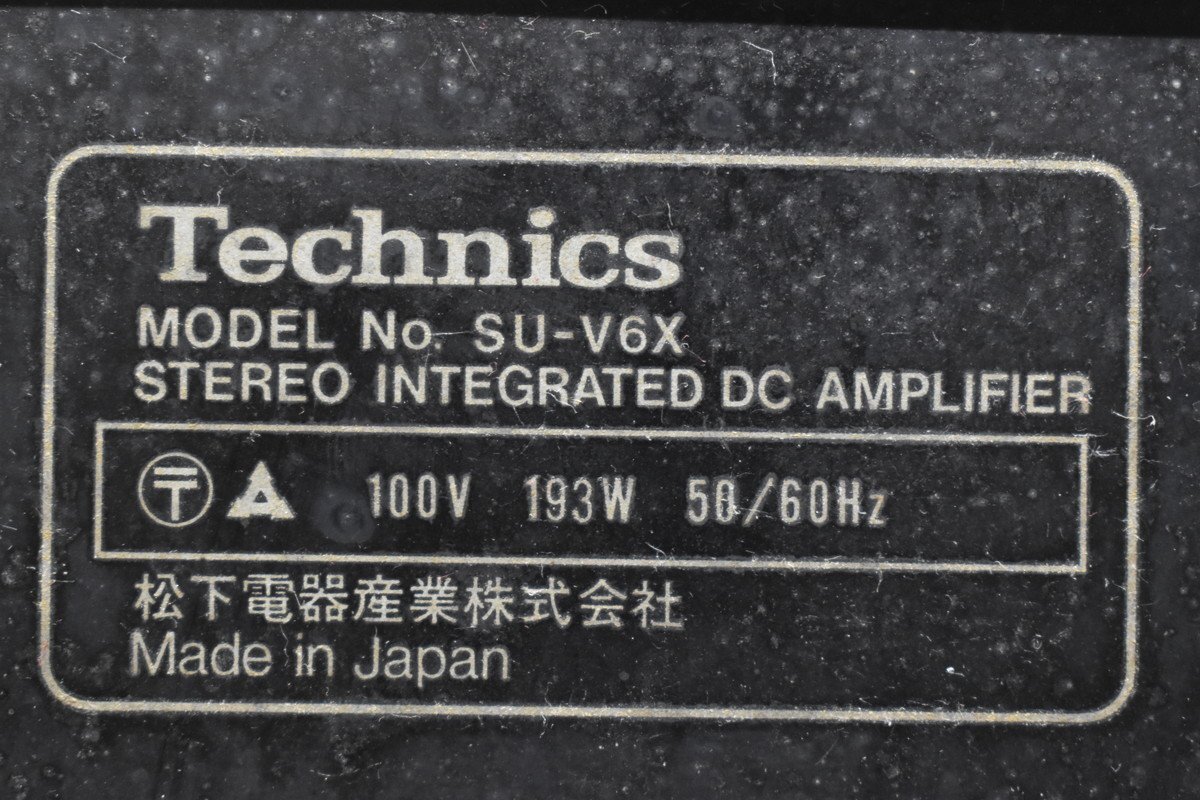 Technics
MODEL No. SU-V6X
STEREO INTEGRATED DC AMPLIFIER
〒 100V 193W 50/60Hz
松下電器産業株式会社
Made in Japan